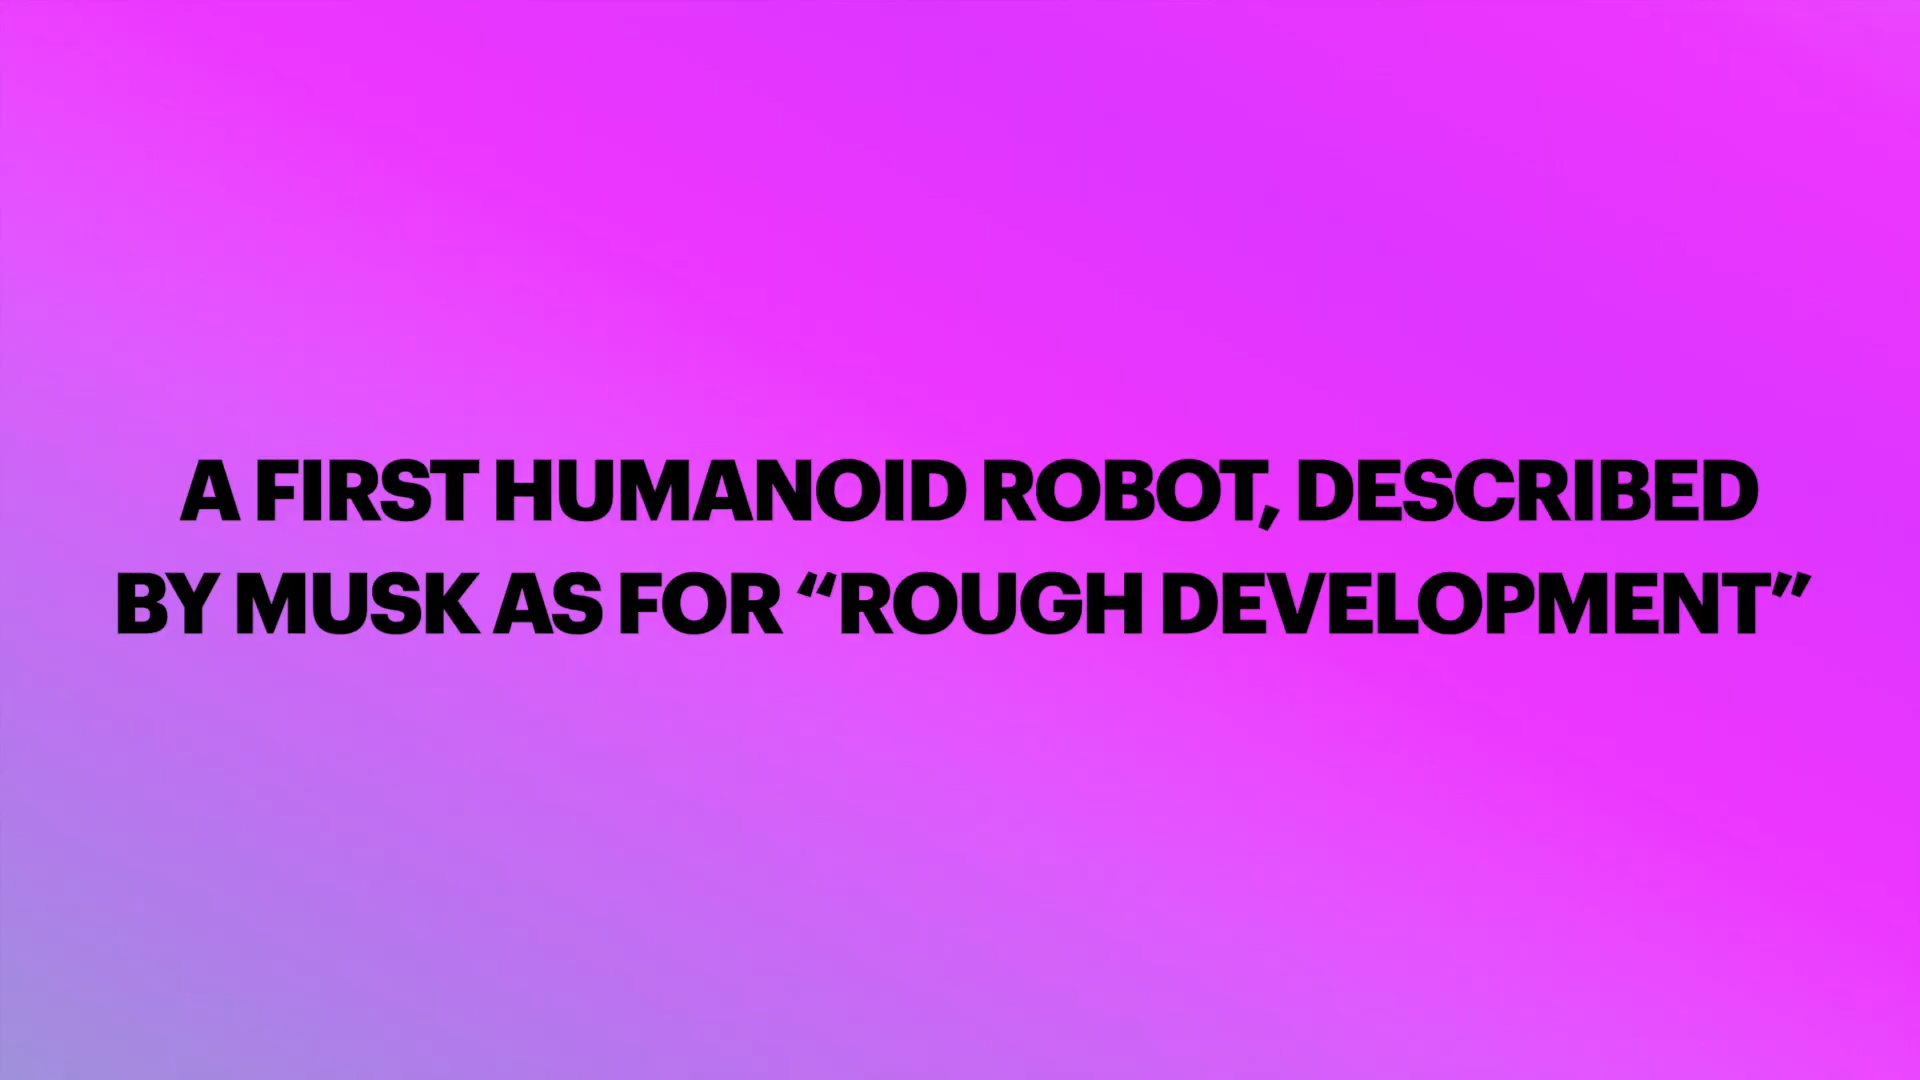 A FIRST HUMANOID ROBOT, DESCRIBED
BY MUSK AS FOR “ROUGH DEVELOPMENT”